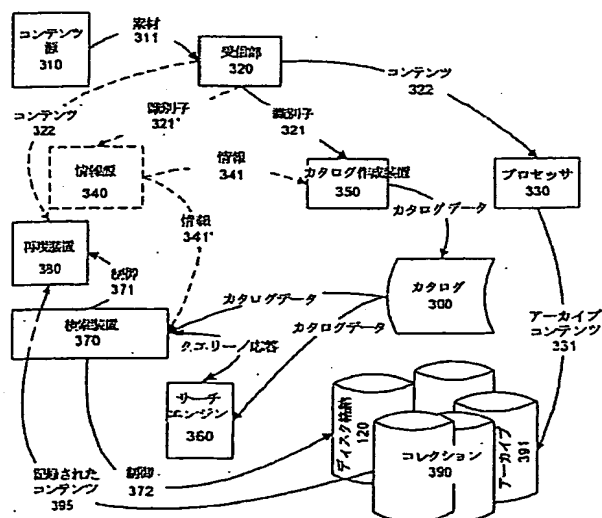 コンテンツ
源
310
素材
311
受信部
320
コンテンツ
322
コンテンツ
322
識別子
321'
識別子
321
情報源
340
情報
341
カタログ作成装置
350
プロセッサ
330
情報
341'
カタログデータ
再生装置
380
制御
371
カタログ
300
カタログデータ
カタログデータ
アーカイブ
コンテンツ
331
検索装置
370
クエリー/応答
サーチ
エンジン
360
ディスク格納
120
コレクション
390
アーカイブ
391
記録された
コンテンツ
395
制御
372